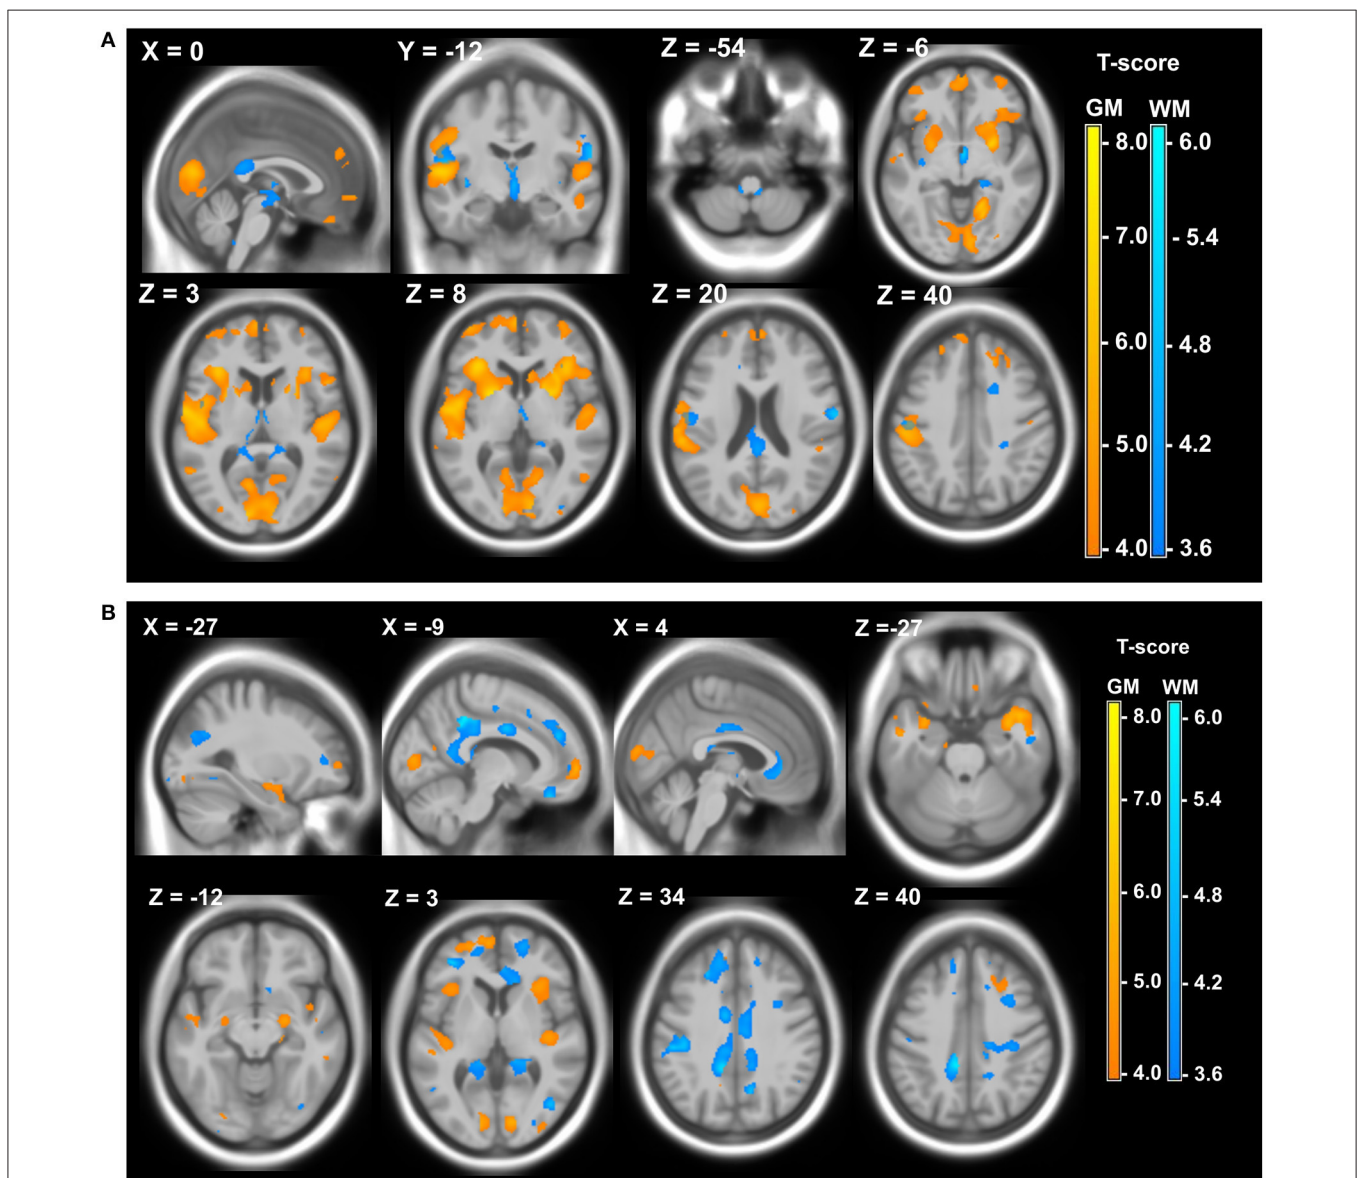 A
X = 0
Y = -12
Z = -54
Z = -6
T-score
GM WM
8.0 6.0
7.0 5.4
6.0 4.8
5.0 4.2
4.0 3.6
Z = 3
Z = 8
Z = 20
Z = 40
B
X = -27
X = -9
X = 4
Z =-27
T-score
GM WM
8.0 6.0
7.0 5.4
6.0 4.8
5.0 4.2
4.0 3.6
Z = -12
Z = 3
Z = 34
Z = 40